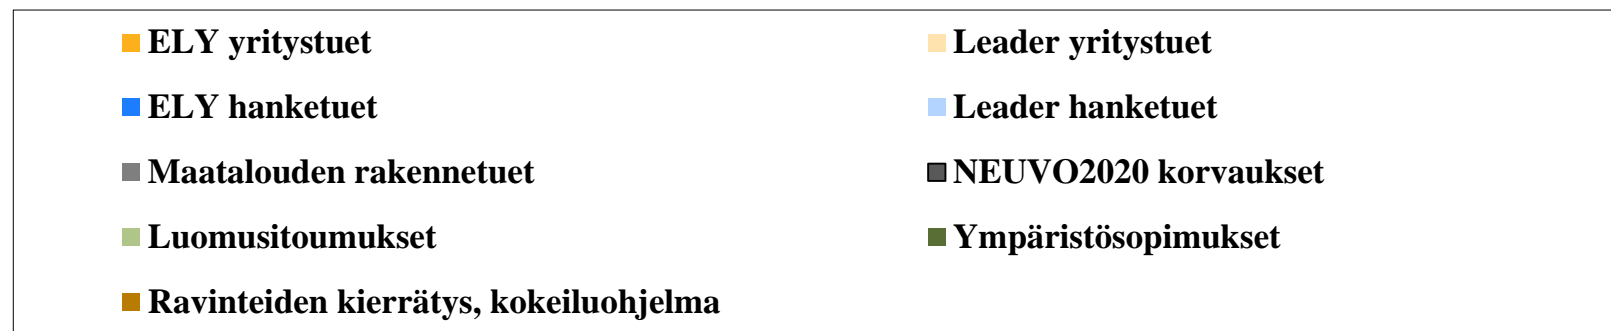 ELY yritystuet
Leader yritystuet
ELY hanketuet
Leader hanketuet
Maatalouden rakennetuet
NEUVO2020 korvaukset
Luomusitoumukset
Ympäristösopimukset
Ravinteiden kierrätys, kokeiluohjelma